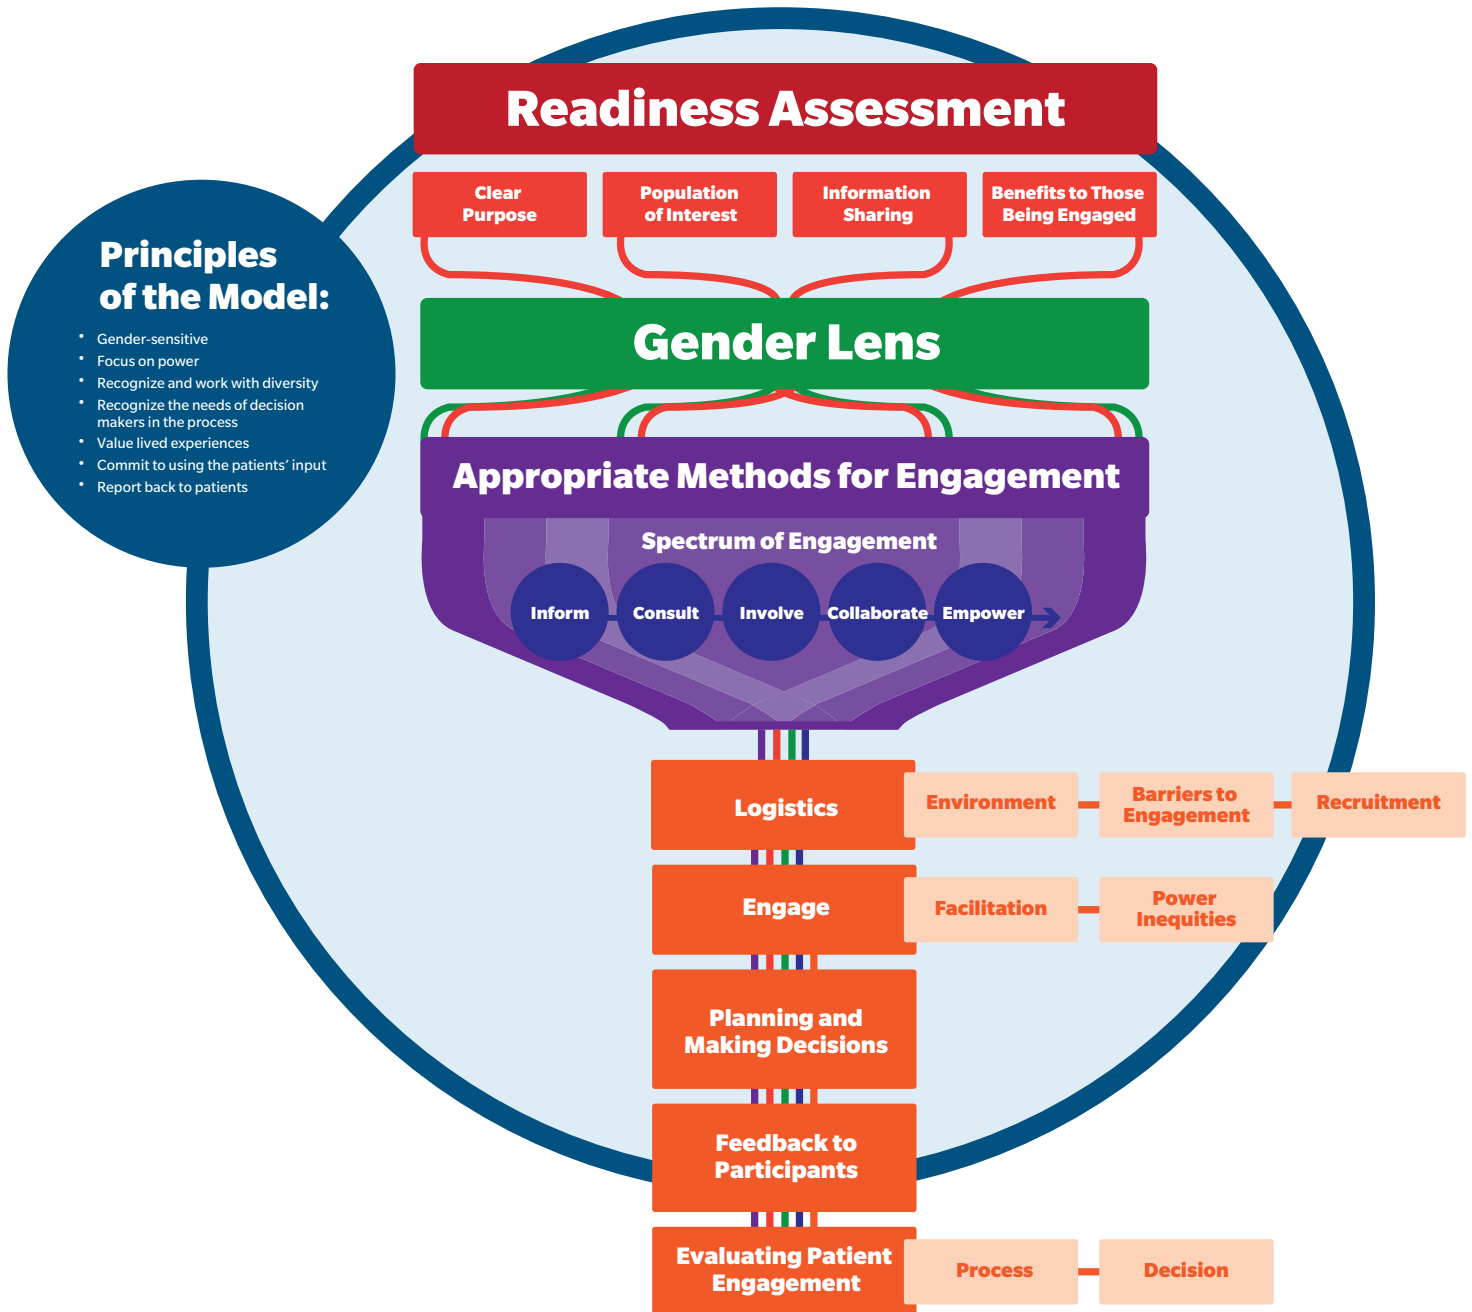 Readiness Assessment
Clear
Purpose
Population
of Interest
Information
Sharing
Benefits to Those
Being Engaged
Principles
of the Model:
• Gender-sensitive
• Focus on power
• Recognize and work with diversity
• Recognize the needs of decision
makers in the process
• Value lived experiences
• Commit to using the patients’ input
• Report back to patients
Gender Lens
Appropriate Methods for Engagement
Spectrum of Engagement
Inform
Consult
Involve
Collaborate
Empower
Logistics
Environment
Barriers to
Engagement
Recruitment
Engage
Facilitation
Power
Inequities
Planning and
Making Decisions
Feedback to
Participants
Evaluating Patient
Engagement
Process
Decision